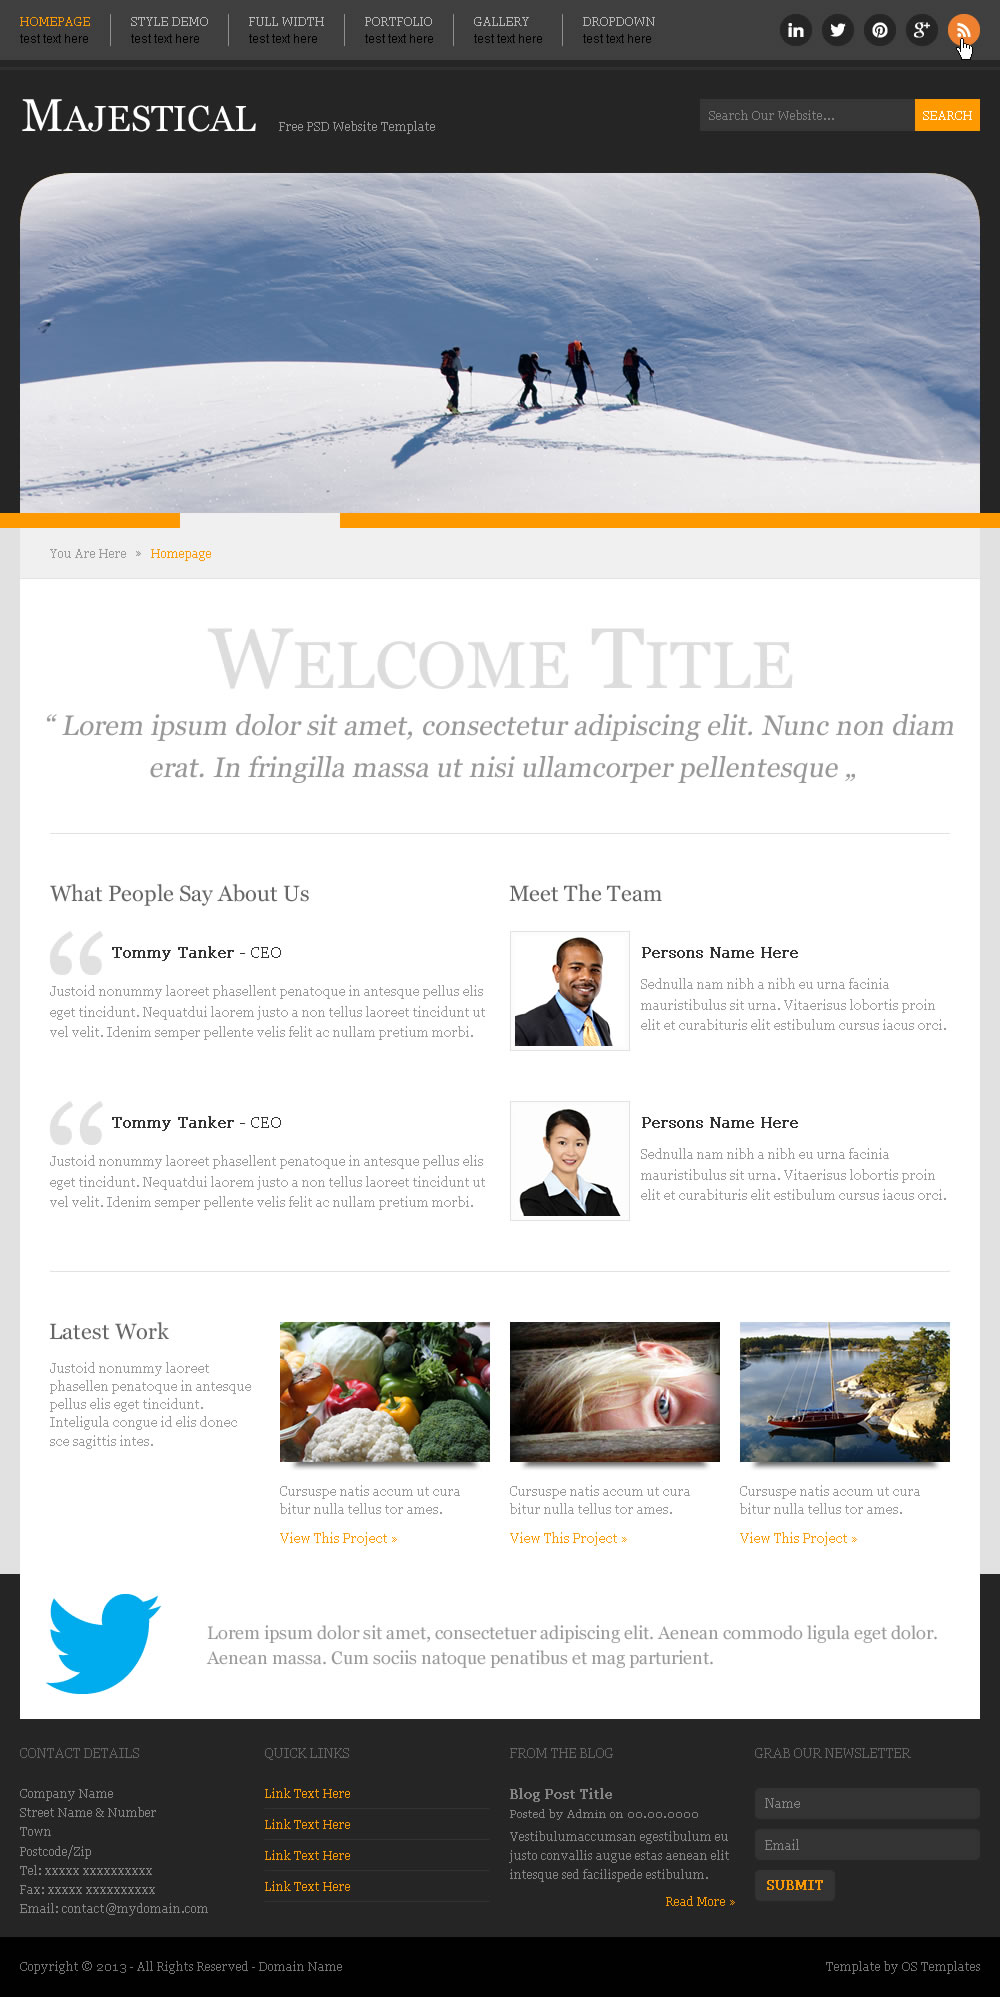 HOMEPAGE STYLE DEMO FULL WIDTH PORTFOLIO GALLERY DROPDOWN
test text here test text here test text here test text here test text here test text here
MAJESTICAL Free PSD Website Template
Search Our Website... SEARCH
You Are Here » Homepage
WELCOME TITLE
“ Lorem ipsum dolor sit amet, consectetur adipiscing elit. Nunc non diam
erat. In fringilla massa ut nisi ullamcorper pellentesque „
What People Say About Us
Tommy Tanker - CEO
Justoid nonummy laoreet phasellent penatoque in antesque pellus elis
eget tincidunt. Nequatdui laorem justo a non tellus laoreet tincidunt ut
vel velit. Idenim semper pellente velis felit ac nullam pretium morbi.
Tommy Tanker - CEO
Justoid nonummy laoreet phasellent penatoque in antesque pellus elis
eget tincidunt. Nequatdui laorem justo a non tellus laoreet tincidunt ut
vel velit. Idenim semper pellente velis felit ac nullam pretium morbi.
Meet The Team
Persons Name Here
Sednulla nam nibh a nibh eu urna facinia
mauristibulus sit urna. Vitaerisus lobortis proin
elit et curabituris elit estibulum cursus iacus orci.
Persons Name Here
Sednulla nam nibh a nibh eu urna facinia
mauristibulus sit urna. Vitaerisus lobortis proin
elit et curabituris elit estibulum cursus iacus orci.
Latest Work
Justoid nonummy laoreet
phasellen penatoque in antesque
pellus elis eget tincidunt.
Inteligula congue id elis donec
sce sagittis intes.
Cursuspe natis accum ut cura
bitur nulla tellus tor ames.
View This Project »
Cursuspe natis accum ut cura
bitur nulla tellus tor ames.
View This Project »
Cursuspe natis accum ut cura
bitur nulla tellus tor ames.
View This Project »
Lorem ipsum dolor sit amet, consectetuer adipiscing elit. Aenean commodo ligula eget dolor.
Aenean massa. Cum sociis natoque penatibus et mag parturient.
CONTACT DETAILS
Company Name
Street Name & Number
Town
Postcode/Zip
Tel: xxxxx xxxxxxxxxx
Fax: xxxxx xxxxxxxxxx
Email: contact@mydomain.com
QUICK LINKS
Link Text Here
Link Text Here
Link Text Here
Link Text Here
FROM THE BLOG
Blog Post Title
Posted by Admin on 00.00.0000
Vestibulumaccumsan egestibulum eu
justo convallis augue estas aenean elit
intesque sed facilispede estibulum.
Read More »
GRAB OUR NEWSLETTER
Name
Email
SUBMIT
Copyright © 2013 - All Rights Reserved - Domain Name
Template by OS Templates